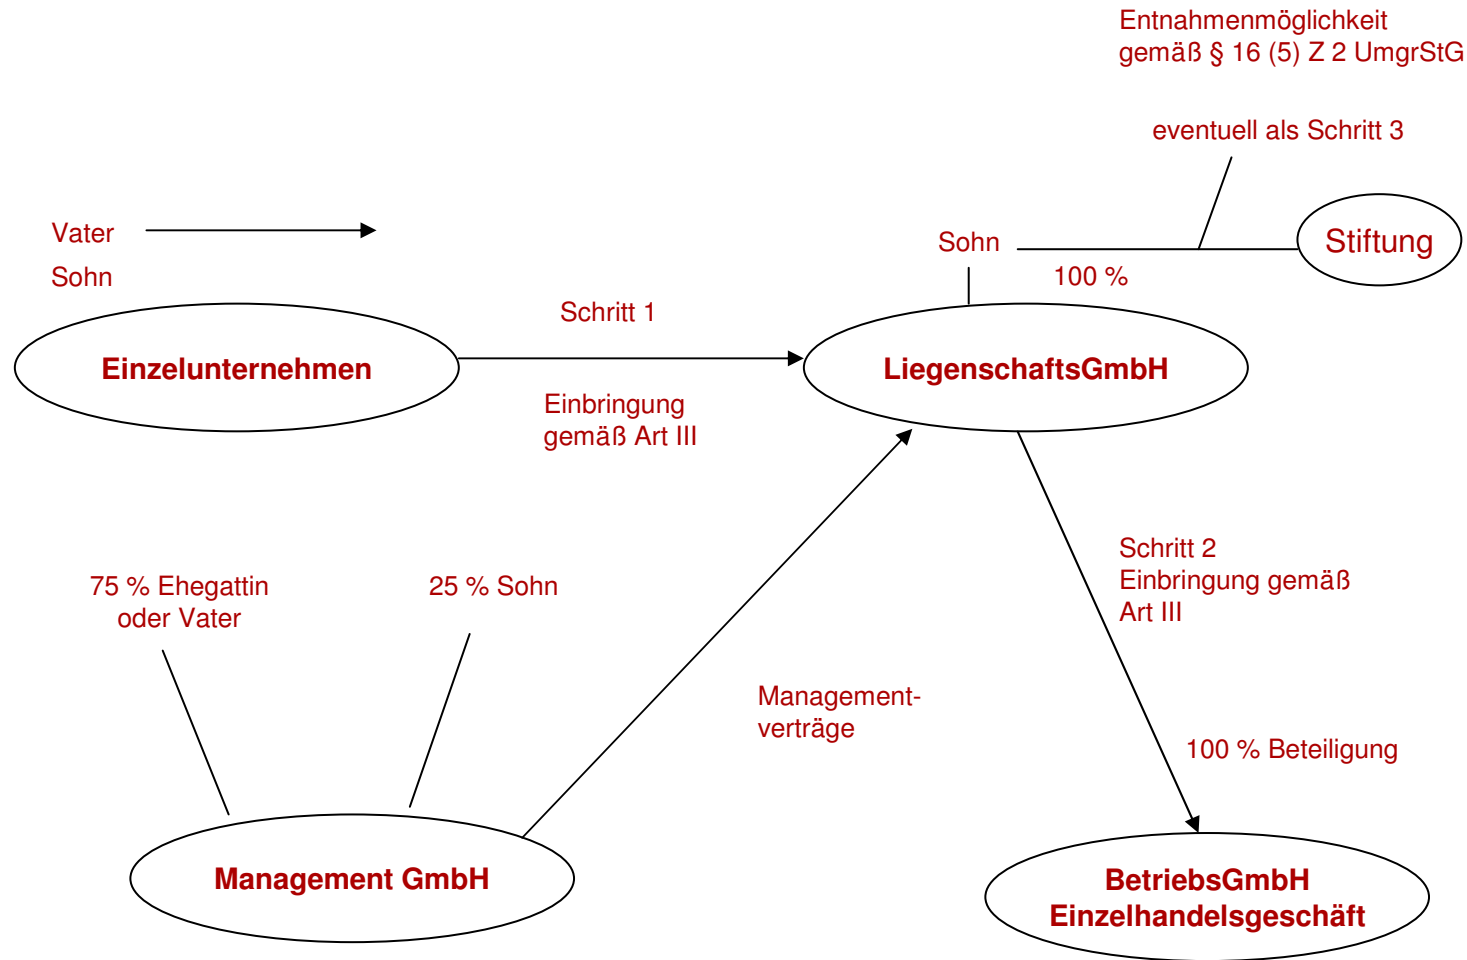 Entnahmenmöglichkeit
gemäß § 16 (5) Z 2 UmgrStG
eventuell als Schritt 3
Vater
Sohn
Sohn
100 %
Stiftung
Schritt 1
Einzelunternehmen
LiegenschaftsGmbH
Einbringung
gemäß Art III
75 % Ehegattin
oder Vater
25 % Sohn
Schritt 2
Einbringung gemäß
Art III
Management-
verträge
100 % Beteiligung
Management GmbH
BetriebsGmbH
Einzelhandelsgeschäft